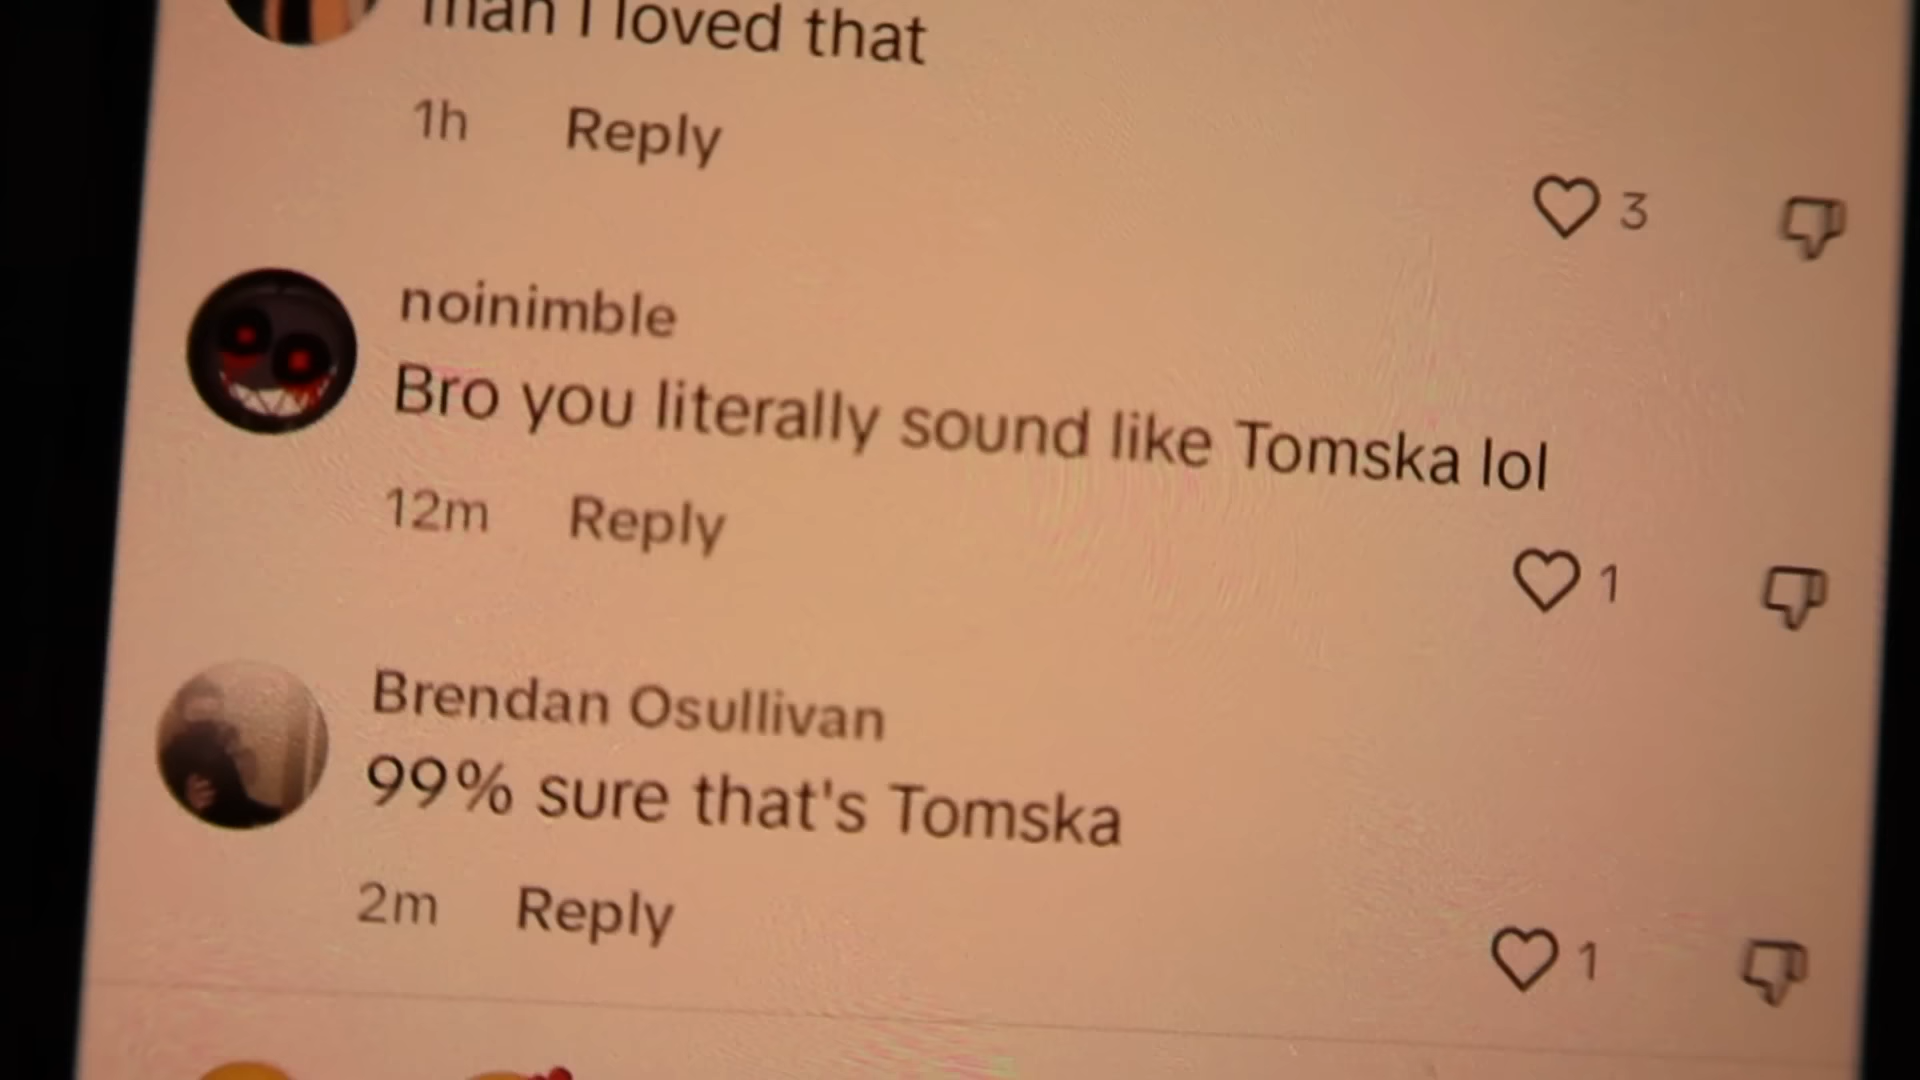 man I loved that
1h Reply
3
noinimble
Bro you literally sound like Tomska lol
12m Reply
1
Brendan Osullivan
99% sure that's Tomska
2m Reply
1